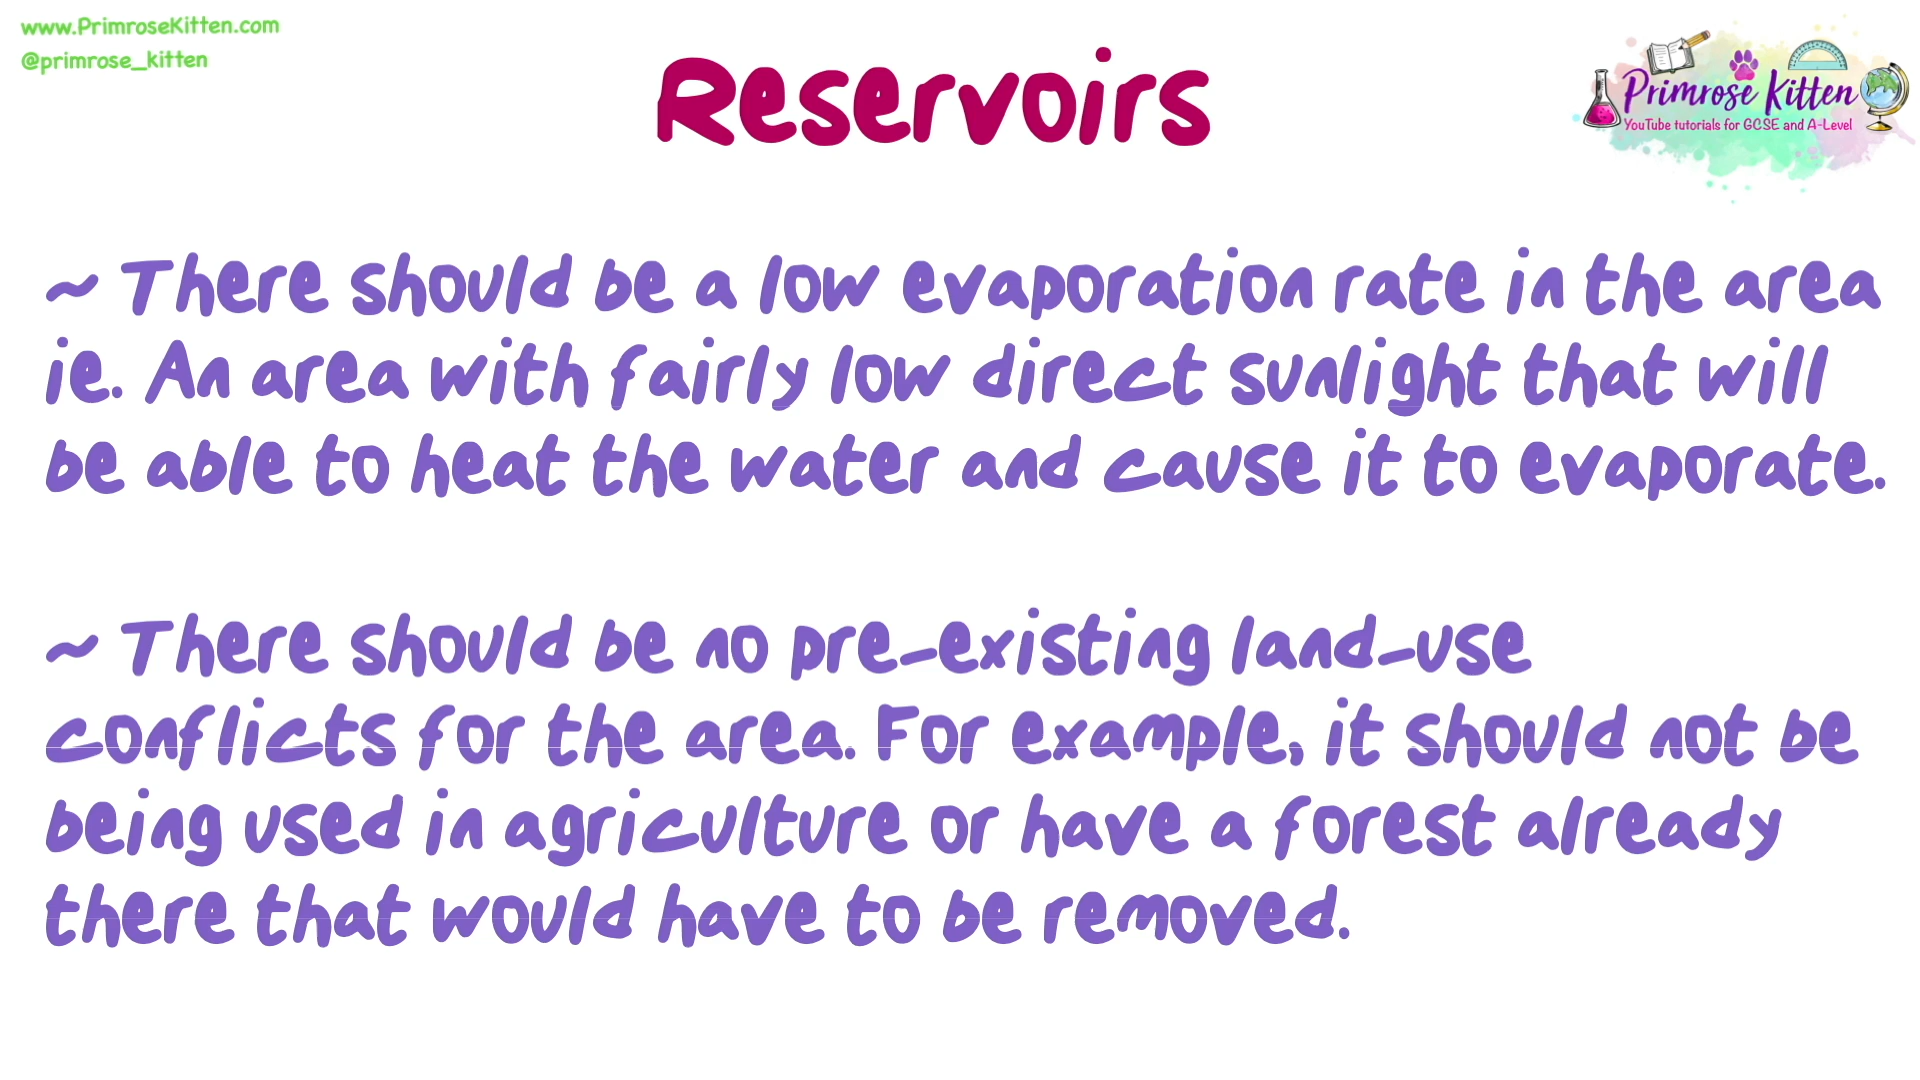 www.PrimroseKitten.com
@primrose_kitten
Reservoirs
Primrose Kitten
YouTube tutorials for GCSE and A-Level
~ There should be a low evaporation rate in the area
ie. An area with fairly low direct sunlight that will
be able to heat the water and cause it to evaporate.
~ There should be no pre-existing land-use
conflicts for the area. For example, it should not be
being used in agriculture or have a forest already
there that would have to be removed.